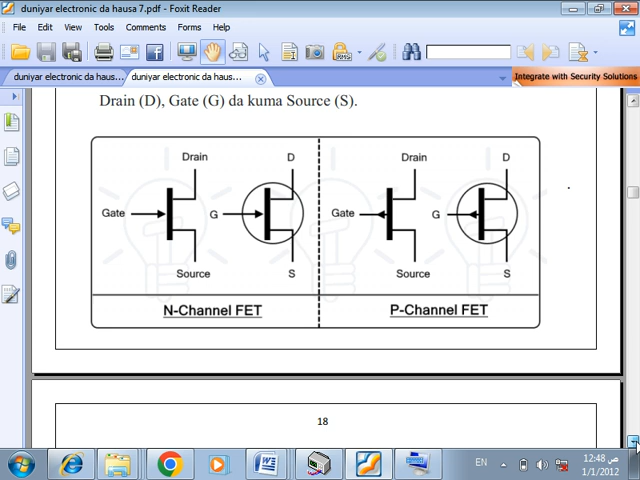 duniyar electronic da hausa 7.pdf - Foxit Reader
File Edit View Tools Comments Forms Help
duniyar electronic da haus... duniyar electronic da haus... Integrate with Security Solutions
Drain (D), Gate (G) da kuma Source (S).
Drain D Drain D
Gate G Gate G
Source S Source S
N-Channel FET P-Channel FET
18
EN 12:48 ص
1/1/2012